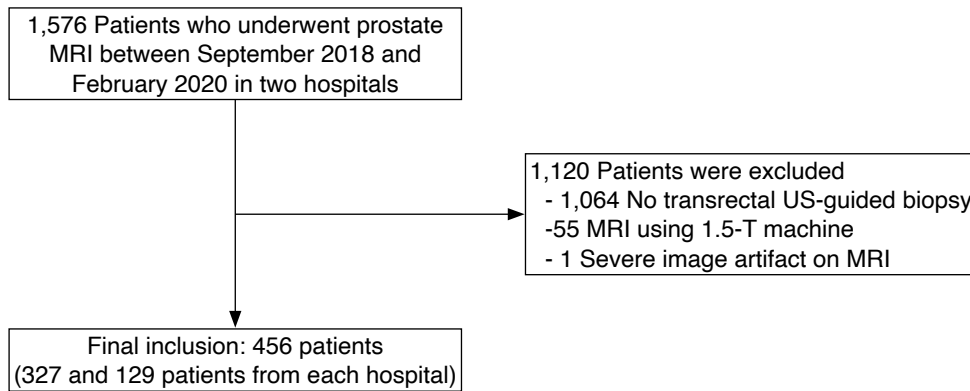 1,576 Patients who underwent prostate
MRI between September 2018 and
February 2020 in two hospitals
1,120 Patients were excluded
- 1,064 No transrectal US-guided biopsy
-55 MRI using 1.5-T machine
- 1 Severe image artifact on MRI
Final inclusion: 456 patients
(327 and 129 patients from each hospital)